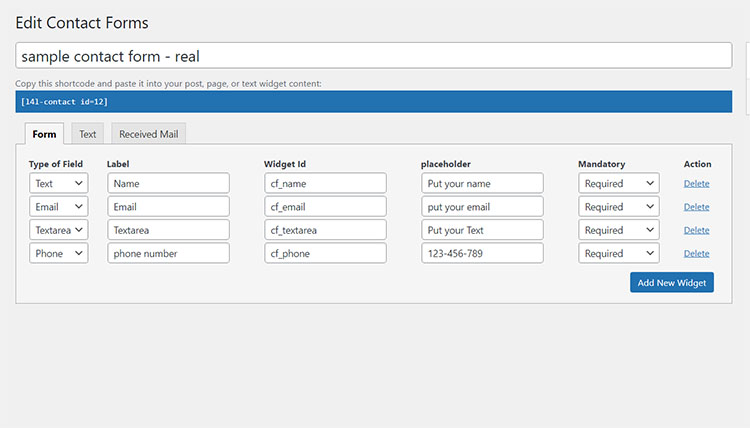 Edit Contact Forms
sample contact form - real
Copy this shortcode and paste it into your post, page, or text widget content:
[141-contact id=12]
Form Text Received Mail
Type of Field Label Widget Id placeholder Mandatory Action
Text Name cf_name Put your name Required Delete
Email Email cf_email put your email Required Delete
Textarea Textarea cf_textarea Put your Text Required Delete
Phone phone number cf_phone 123-456-789 Required Delete
Add New Widget